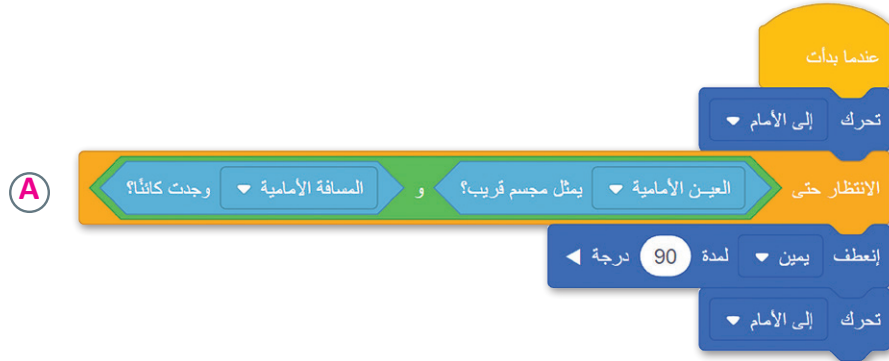 عندما بدأت
تحرك إلى الأمام
A
الانتظار حتى العين الأمامية يمثل مجسم قريب؟ و المسافة الأمامية وجدت كائنًا؟
إنعطف يمين لمدة 90 درجة
تحرك إلى الأمام